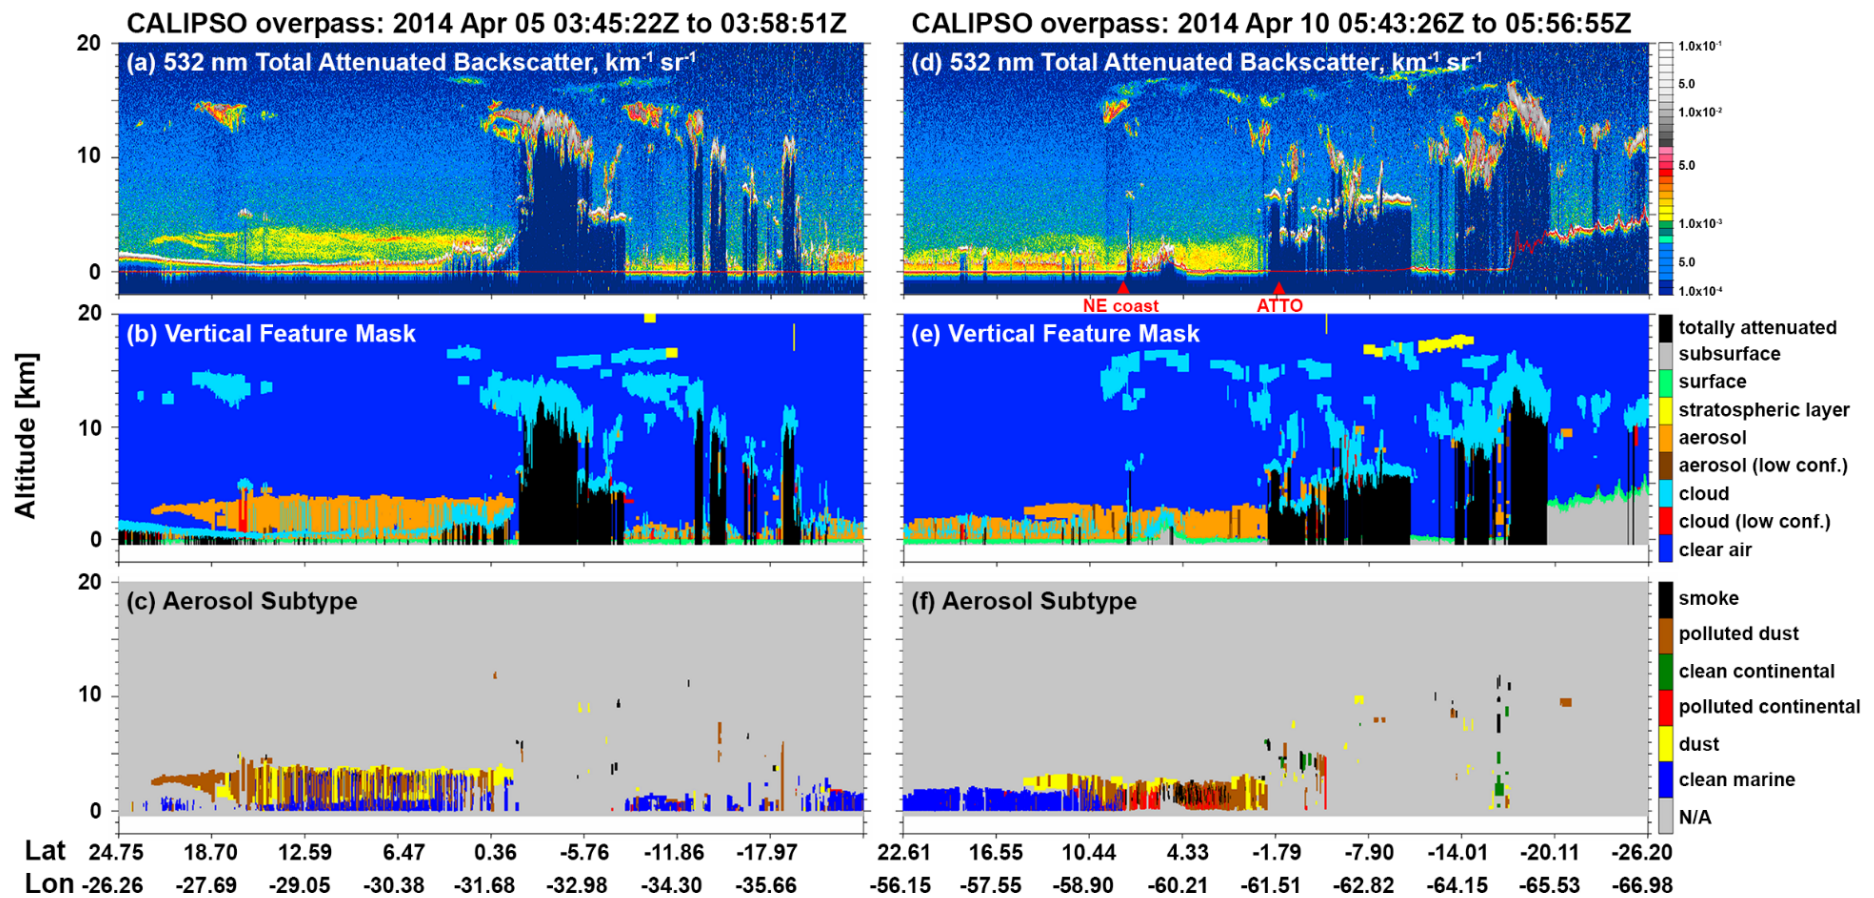 CALIPSO overpass: 2014 Apr 05 03:45:22Z to 03:58:51Z
CALIPSO overpass: 2014 Apr 10 05:43:26Z to 05:56:55Z
(a) 532 nm Total Attenuated Backscatter, km⁻¹ sr⁻¹
(d) 532 nm Total Attenuated Backscatter, km⁻¹ sr⁻¹
20
10
0
1.0x10⁻¹
5.0
1.0x10⁻²
5.0
1.0x10⁻³
5.0
1.0x10⁻⁴
NE coast
ATTO
Altitude [km]
(b) Vertical Feature Mask
(e) Vertical Feature Mask
20
10
0
totally attenuated
subsurface
surface
stratospheric layer
aerosol
aerosol (low conf.)
cloud
cloud (low conf.)
clear air
(c) Aerosol Subtype
(f) Aerosol Subtype
20
10
0
smoke
polluted dust
clean continental
polluted continental
dust
clean marine
N/A
Lat 24.75 18.70 12.59 6.47 0.36 -5.76 -11.86 -17.97 22.61 16.55 10.44 4.33 -1.79 -7.90 -14.01 -20.11 -26.20
Lon -26.26 -27.69 -29.05 -30.38 -31.68 -32.98 -34.30 -35.66 -56.15 -57.55 -58.90 -60.21 -61.51 -62.82 -64.15 -65.53 -66.98